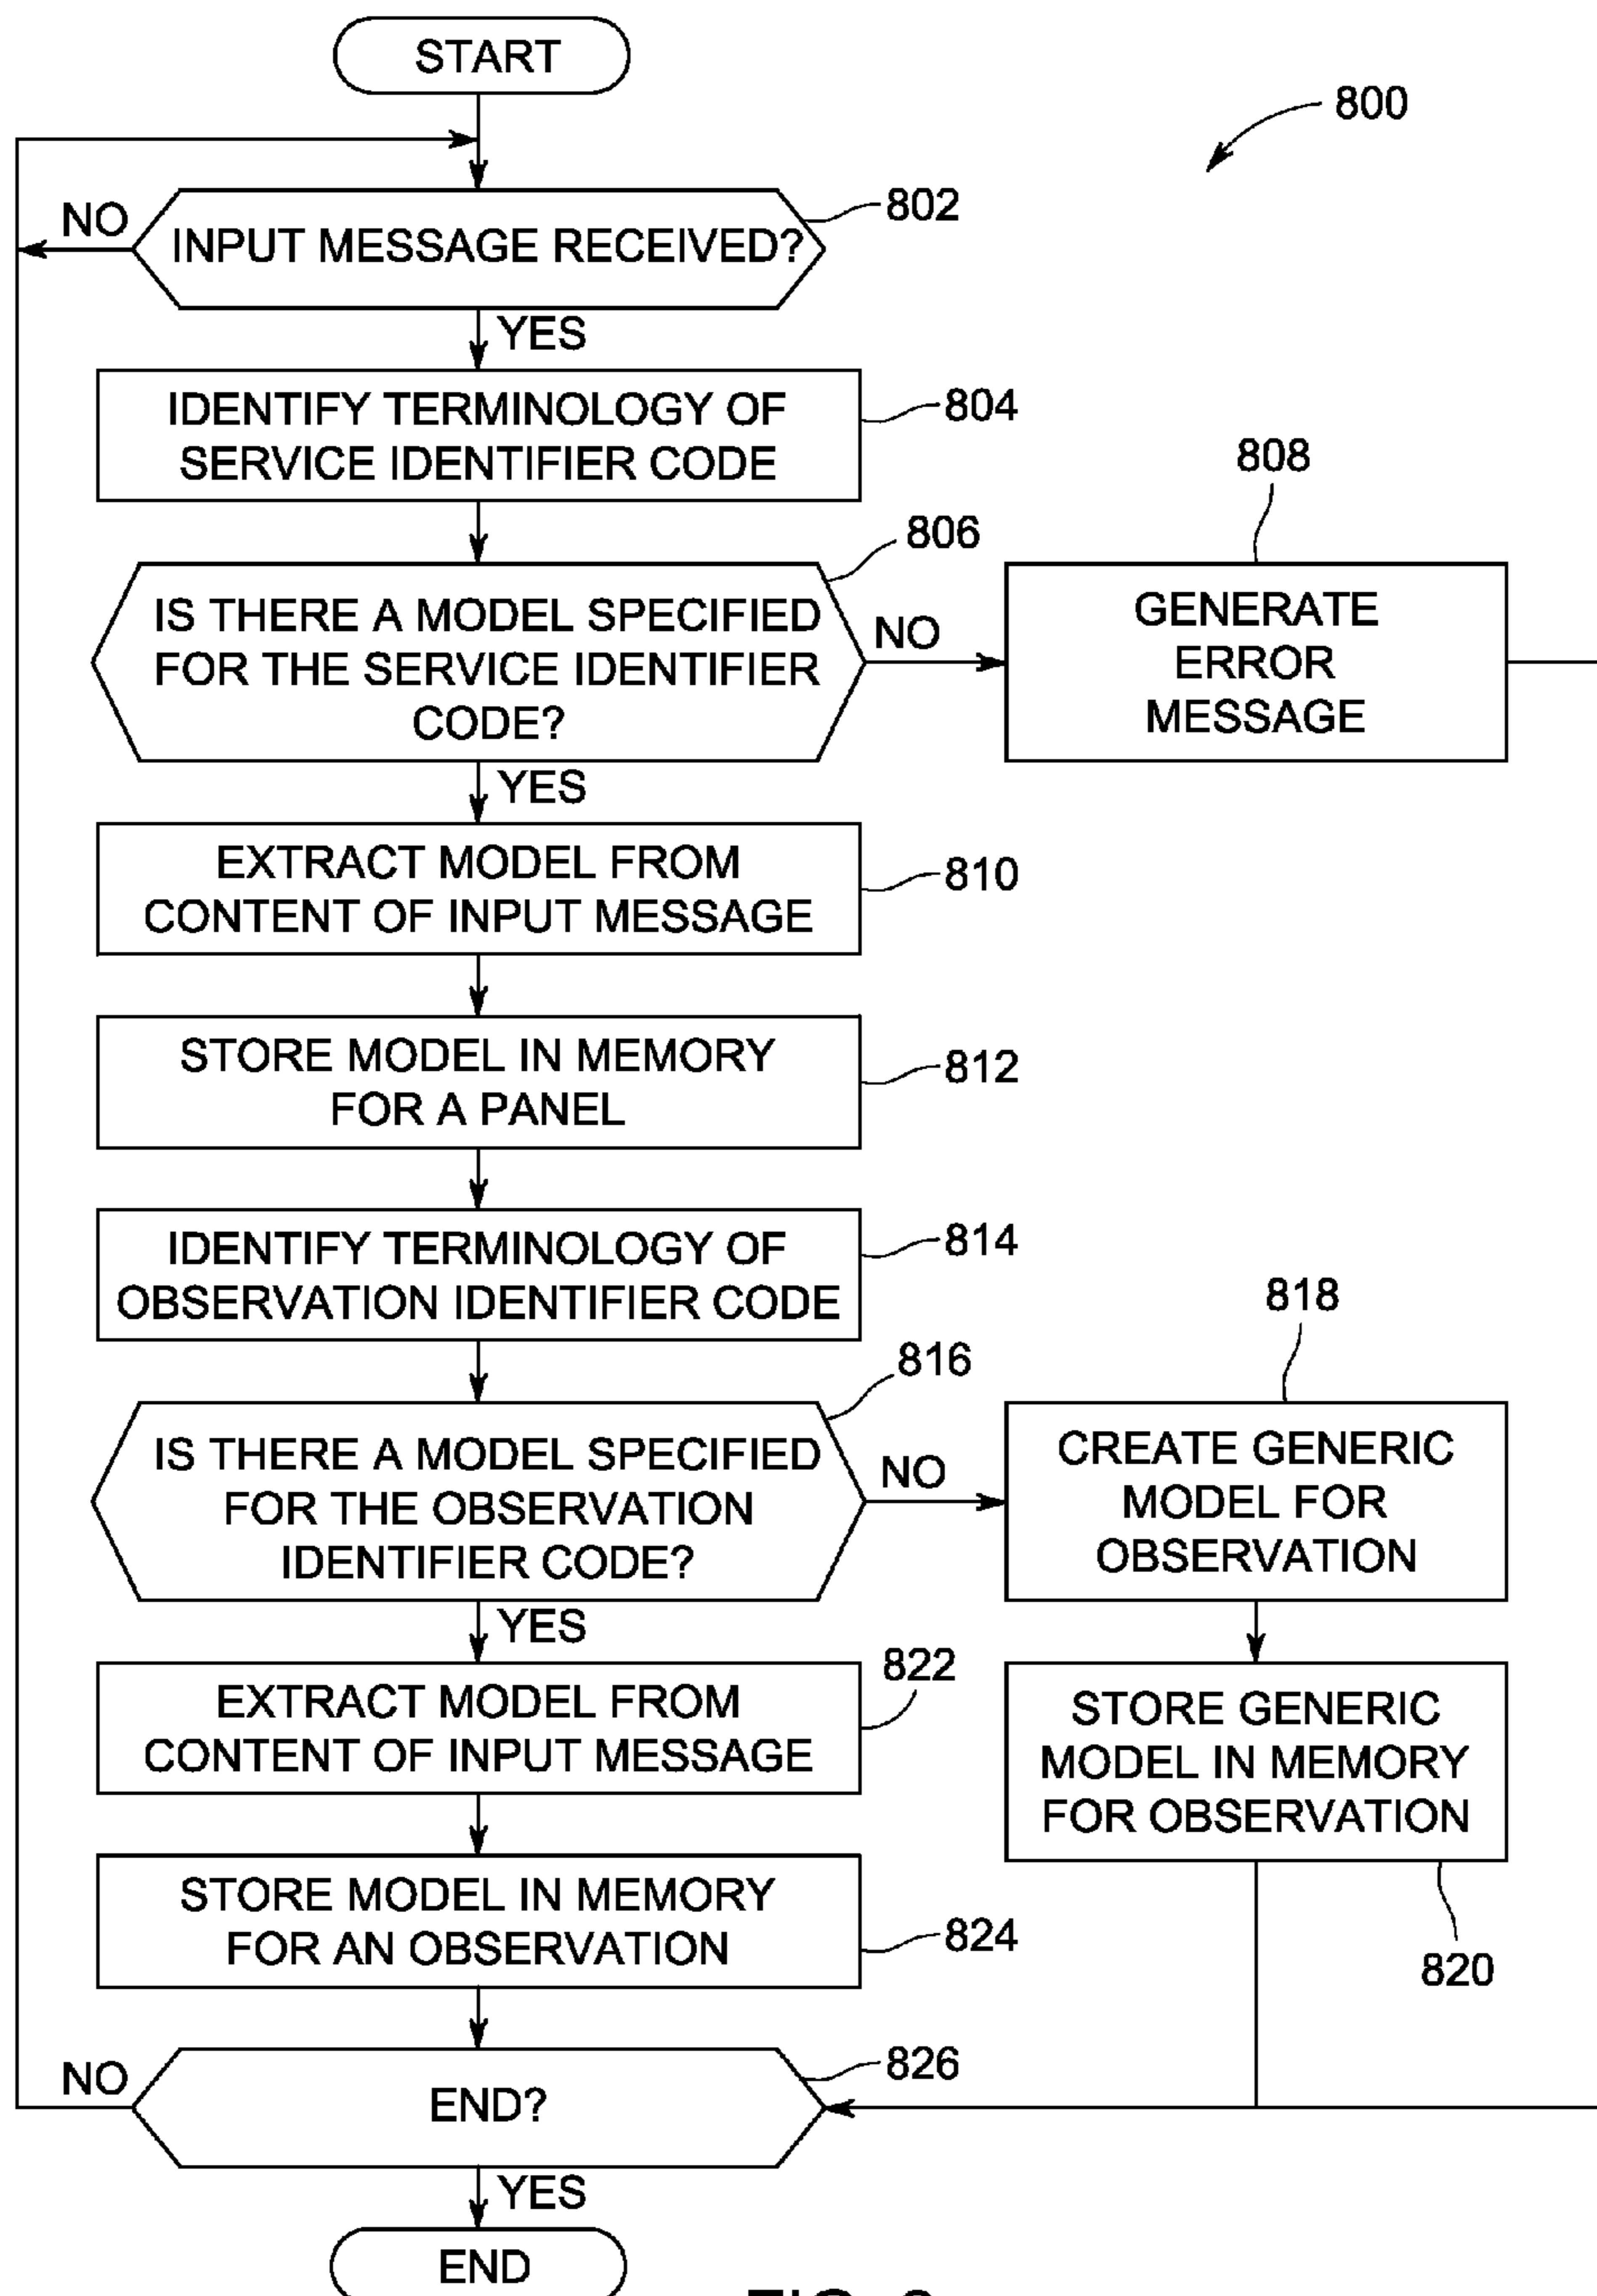 START
800
NO
802
INPUT MESSAGE RECEIVED?
YES
IDENTIFY TERMINOLOGY OF
SERVICE IDENTIFIER CODE
804
806
808
IS THERE A MODEL SPECIFIED
FOR THE SERVICE IDENTIFIER
CODE?
NO
GENERATE
ERROR
MESSAGE
YES
EXTRACT MODEL FROM
CONTENT OF INPUT MESSAGE
810
STORE MODEL IN MEMORY
FOR A PANEL
812
IDENTIFY TERMINOLOGY OF
OBSERVATION IDENTIFIER CODE
814
816
818
IS THERE A MODEL SPECIFIED
FOR THE OBSERVATION
IDENTIFIER CODE?
NO
CREATE GENERIC
MODEL FOR
OBSERVATION
YES
822
EXTRACT MODEL FROM
CONTENT OF INPUT MESSAGE
STORE GENERIC
MODEL IN MEMORY
FOR OBSERVATION
820
STORE MODEL IN MEMORY
FOR AN OBSERVATION
824
NO
826
END?
YES
END